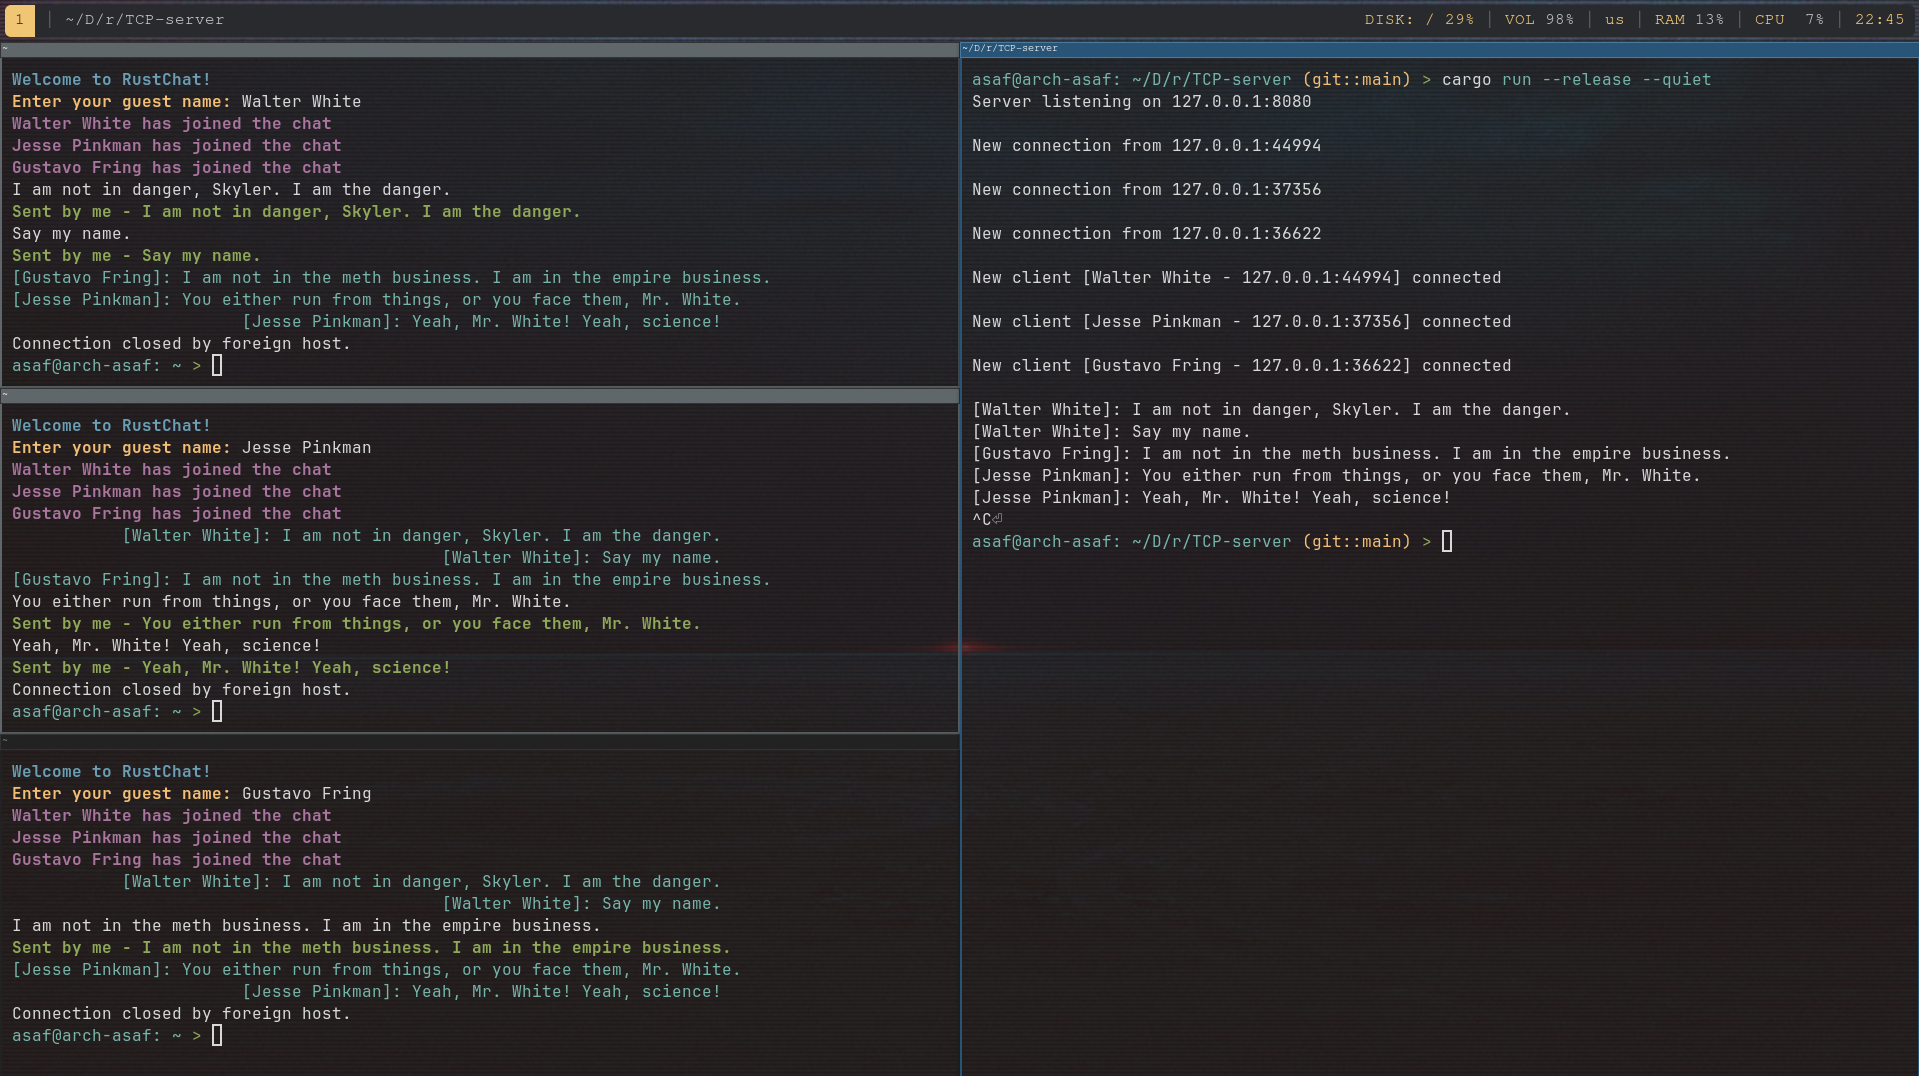 1 | ~/D/r/TCP-server DISK: / 29% | VOL 98% | us | RAM 13% | CPU 7% | 22:45
~
Welcome to RustChat!
Enter your guest name: Walter White
Walter White has joined the chat
Jesse Pinkman has joined the chat
Gustavo Fring has joined the chat
I am not in danger, Skyler. I am the danger.
Sent by me - I am not in danger, Skyler. I am the danger.
Say my name.
Sent by me - Say my name.
[Gustavo Fring]: I am not in the meth business. I am in the empire business.
[Jesse Pinkman]: You either run from things, or you face them, Mr. White.
[Jesse Pinkman]: Yeah, Mr. White! Yeah, science!
Connection closed by foreign host.
asaf@arch-asaf: ~ >
~
Welcome to RustChat!
Enter your guest name: Jesse Pinkman
Walter White has joined the chat
Jesse Pinkman has joined the chat
Gustavo Fring has joined the chat
[Walter White]: I am not in danger, Skyler. I am the danger.
[Walter White]: Say my name.
[Gustavo Fring]: I am not in the meth business. I am in the empire business.
You either run from things, or you face them, Mr. White.
Sent by me - You either run from things, or you face them, Mr. White.
Yeah, Mr. White! Yeah, science!
Sent by me - Yeah, Mr. White! Yeah, science!
Connection closed by foreign host.
asaf@arch-asaf: ~ >
~
Welcome to RustChat!
Enter your guest name: Gustavo Fring
Walter White has joined the chat
Jesse Pinkman has joined the chat
Gustavo Fring has joined the chat
[Walter White]: I am not in danger, Skyler. I am the danger.
[Walter White]: Say my name.
I am not in the meth business. I am in the empire business.
Sent by me - I am not in the meth business. I am in the empire business.
[Jesse Pinkman]: You either run from things, or you face them, Mr. White.
[Jesse Pinkman]: Yeah, Mr. White! Yeah, science!
Connection closed by foreign host.
asaf@arch-asaf: ~ >
~/D/r/TCP-server
asaf@arch-asaf: ~/D/r/TCP-server (git::main) > cargo run --release --quiet
Server listening on 127.0.0.1:8080
New connection from 127.0.0.1:44994
New connection from 127.0.0.1:37356
New connection from 127.0.0.1:36622
New client [Walter White - 127.0.0.1:44994] connected
New client [Jesse Pinkman - 127.0.0.1:37356] connected
New client [Gustavo Fring - 127.0.0.1:36622] connected
[Walter White]: I am not in danger, Skyler. I am the danger.
[Walter White]: Say my name.
[Gustavo Fring]: I am not in the meth business. I am in the empire business.
[Jesse Pinkman]: You either run from things, or you face them, Mr. White.
[Jesse Pinkman]: Yeah, Mr. White! Yeah, science!
^C⏎
asaf@arch-asaf: ~/D/r/TCP-server (git::main) >